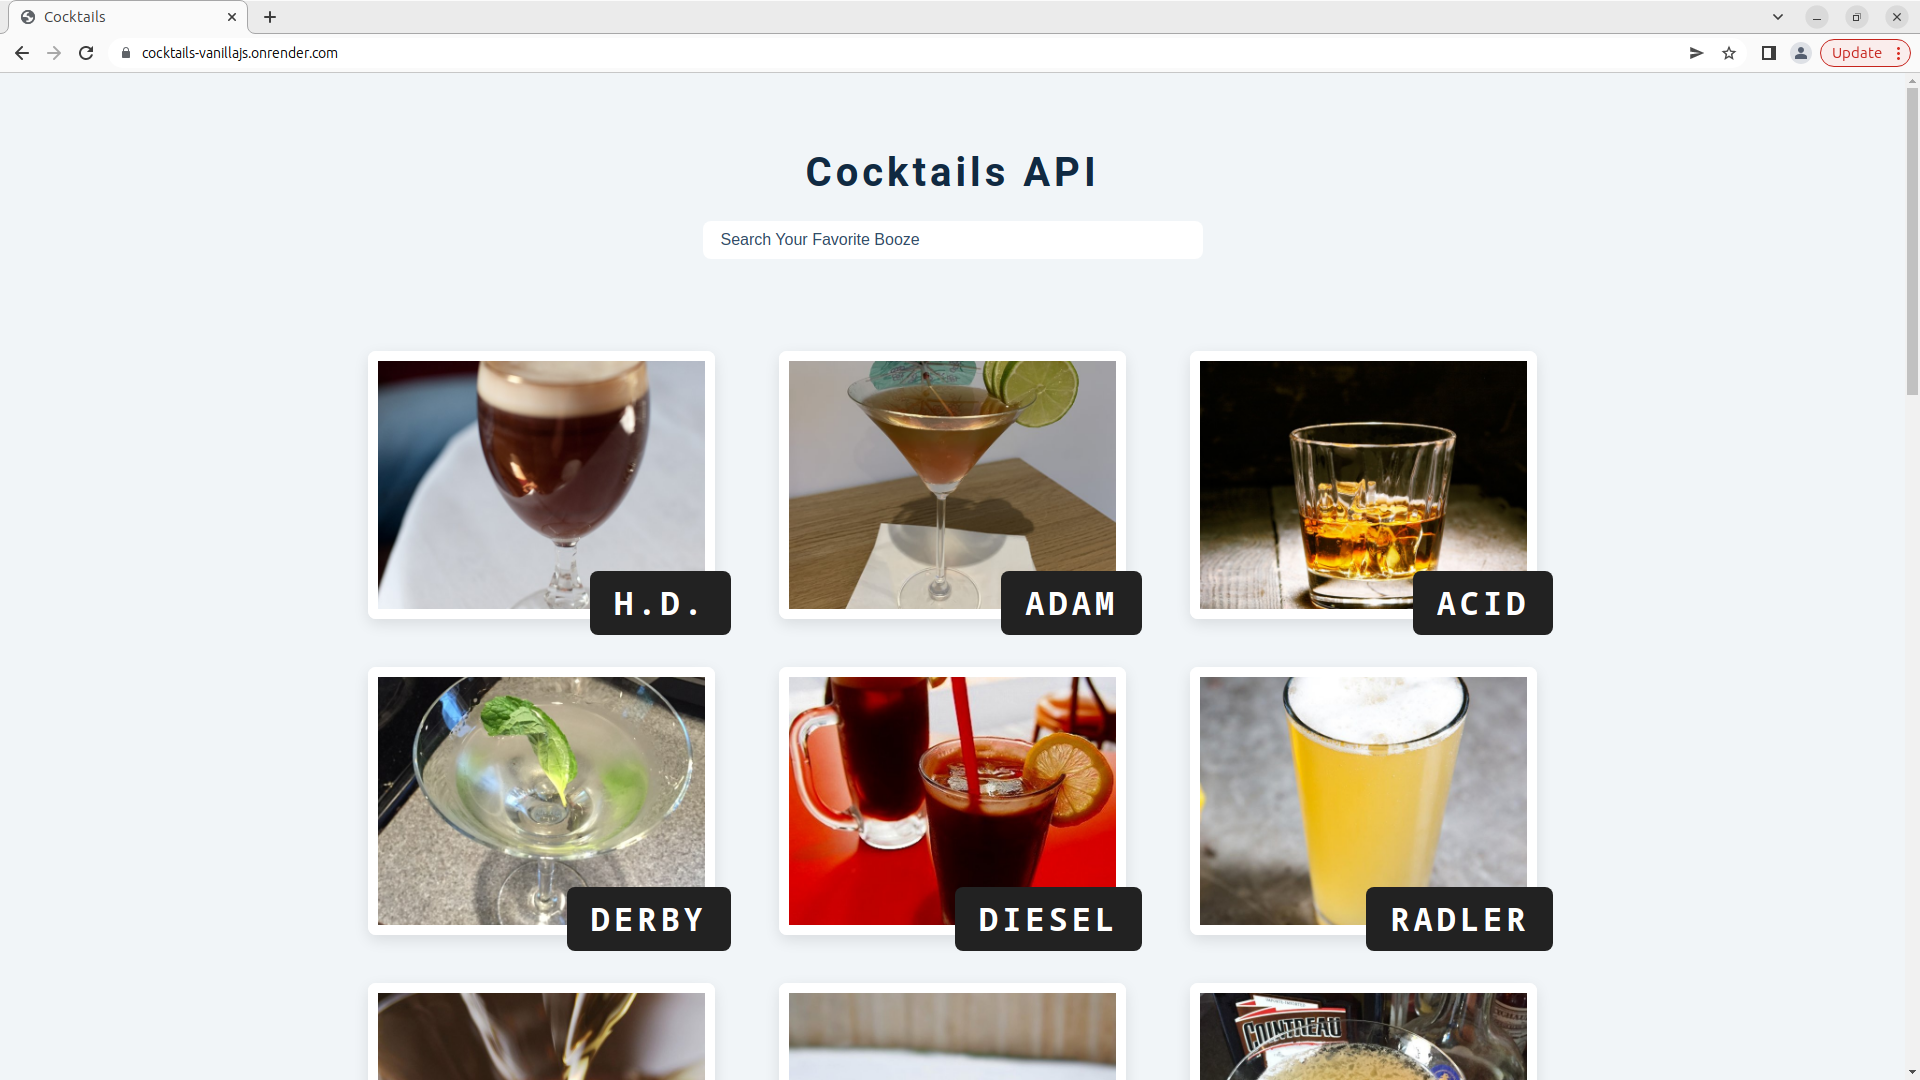 Cocktails
cocktails-vanillajs.onrender.com
Update
Cocktails API
Search Your Favorite Booze
H.D.
ADAM
ACID
DERBY
DIESEL
RADLER
COINTREAU